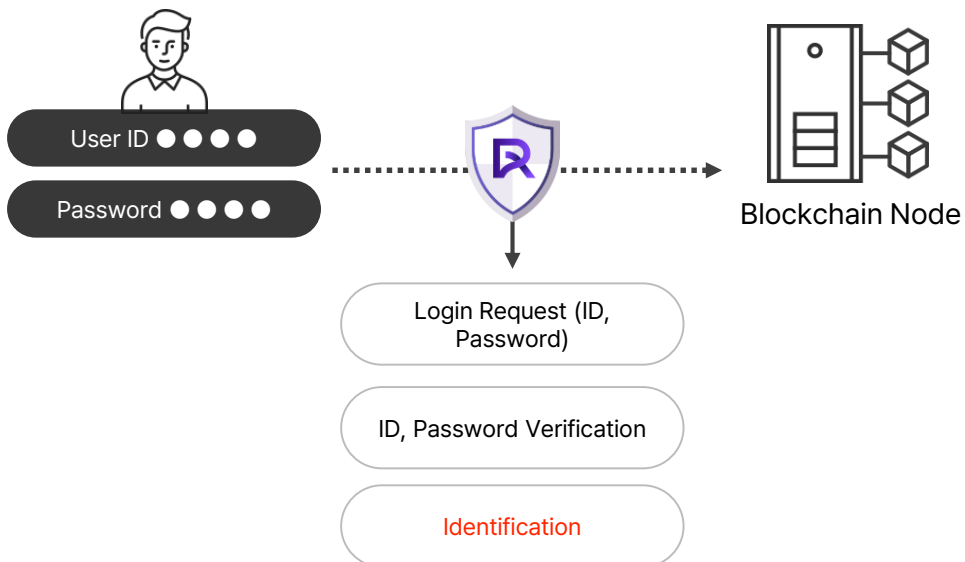 User ID ●●●●
Password ●●●●
R
Blockchain Node
Login Request (ID,
Password)
ID, Password Verification
Identification